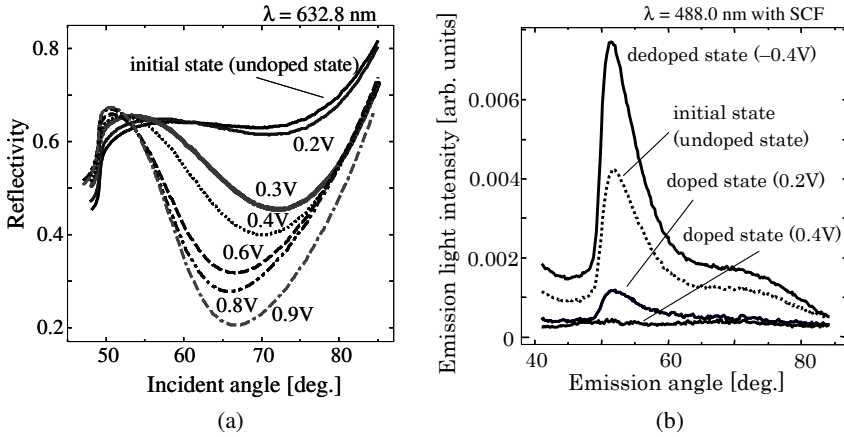 λ = 632.8 nm
0.8
0.6
0.4
0.2
Reflectivity
initial state (undoped state)
0.2V
0.3V
0.4V
0.6V
0.8V
0.9V
50
60
70
80
Incident angle [deg.]
(a)
λ = 488.0 nm with SCF
0.006
0.004
0.002
0
Emission light intensity [arb. units]
dedoped state (–0.4V)
initial state
(undoped state)
doped state (0.2V)
doped state (0.4V)
40
60
80
Emission angle [deg.]
(b)